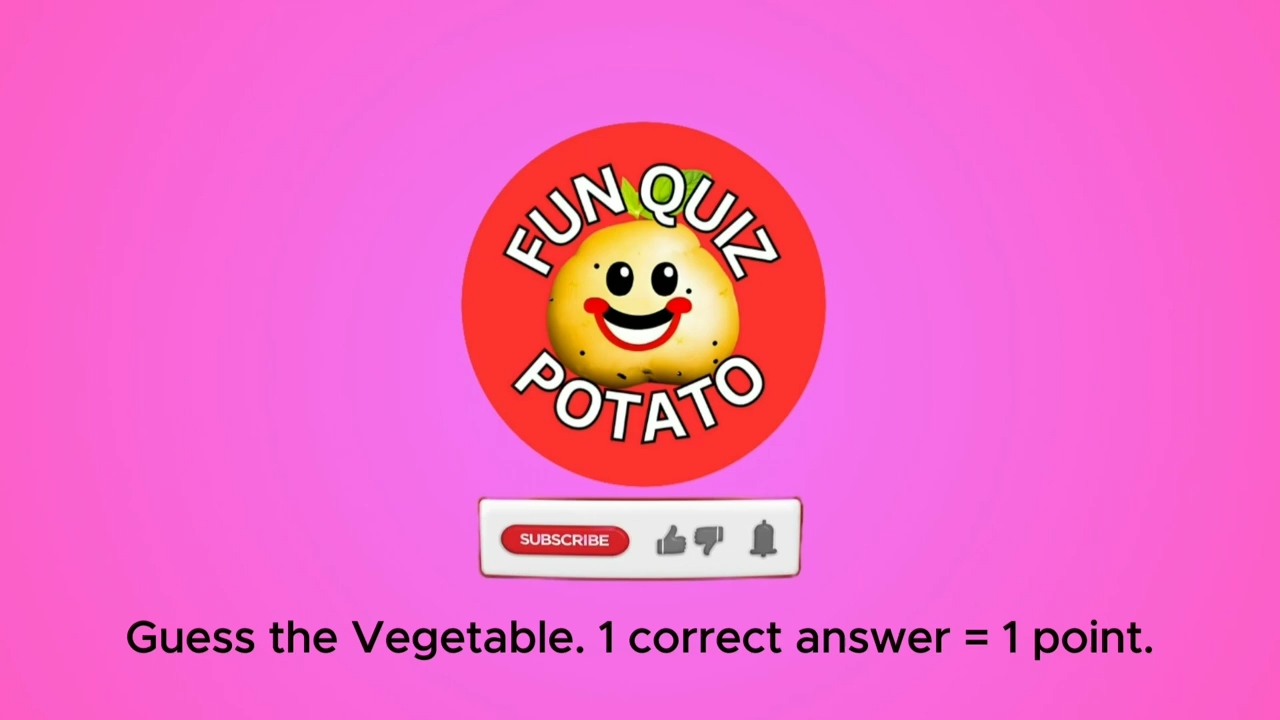 FUN QUIZ
POTATO
SUBSCRIBE
Guess the Vegetable. 1 correct answer = 1 point.